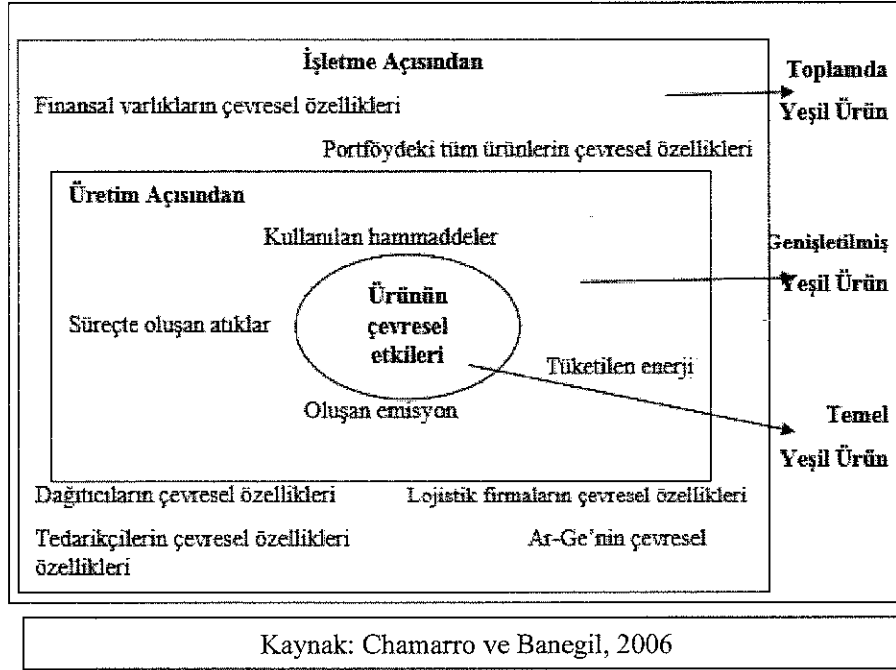 İşletme Açısından
Toplamda
Yeşil Ürün
Finansal varlıkların çevresel özellikleri
Portföydeki tüm ürünlerin çevresel özellikleri
Üretim Açısından
Kullanılan hammaddeler
Genişletilmiş
Yeşil Ürün
Ürünün
çevresel
etkileri
Süreçte oluşan atıklar
Tüketilen enerji
Oluşan emisyon
Temel
Yeşil Ürün
Dağıtıcıların çevresel özellikleri
Lojistik firmaların çevresel özellikleri
Tedarikçilerin çevresel özellikleri
Ar-Ge’nin çevresel
özellikleri
Kaynak: Chamarro ve Banegil, 2006